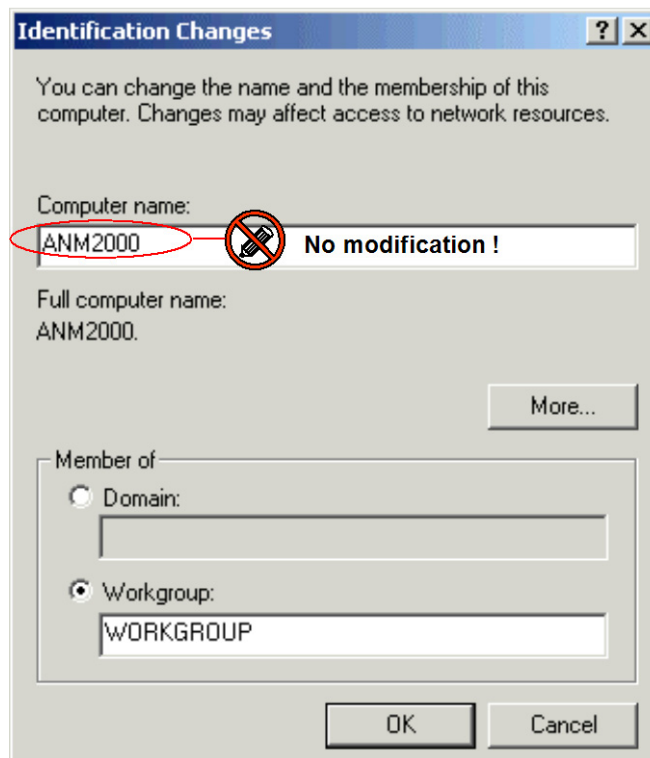 Identification Changes
You can change the name and the membership of this
computer. Changes may affect access to network resources.
Computer name:
ANM2000 No modification !
Full computer name:
ANM2000.
More...
Member of
Domain:
Workgroup:
WORKGROUP
OK Cancel